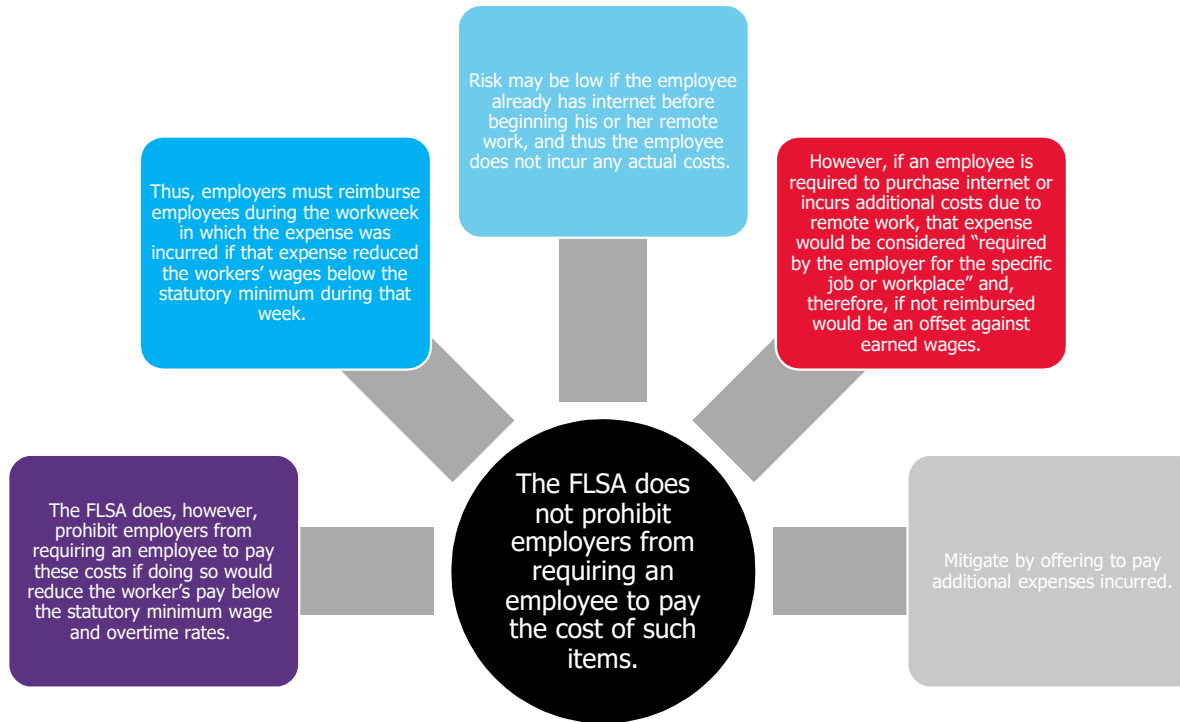 The FLSA does, however,
prohibit employers from
requiring an employee to pay
these costs if doing so would
reduce the worker's pay below
the statutory minimum wage
and overtime rates.
Thus, employers must reimburse
employees during the workweek
in which the expense was
incurred if that expense reduced
the workers' wages below the
statutory minimum during that
week.
Risk may be low if the employee
already has internet before
beginning his or her remote
work, and thus the employee
does not incur any actual costs.
However, if an employee is
required to purchase internet or
incurs additional costs due to
remote work, that expense
would be considered “required
by the employer for the specific
job or workplace” and,
therefore, if not reimbursed
would be an offset against
earned wages.
Mitigate by offering to pay
additional expenses incurred.
The FLSA does
not prohibit
employers from
requiring an
employee to pay
the cost of such
items.